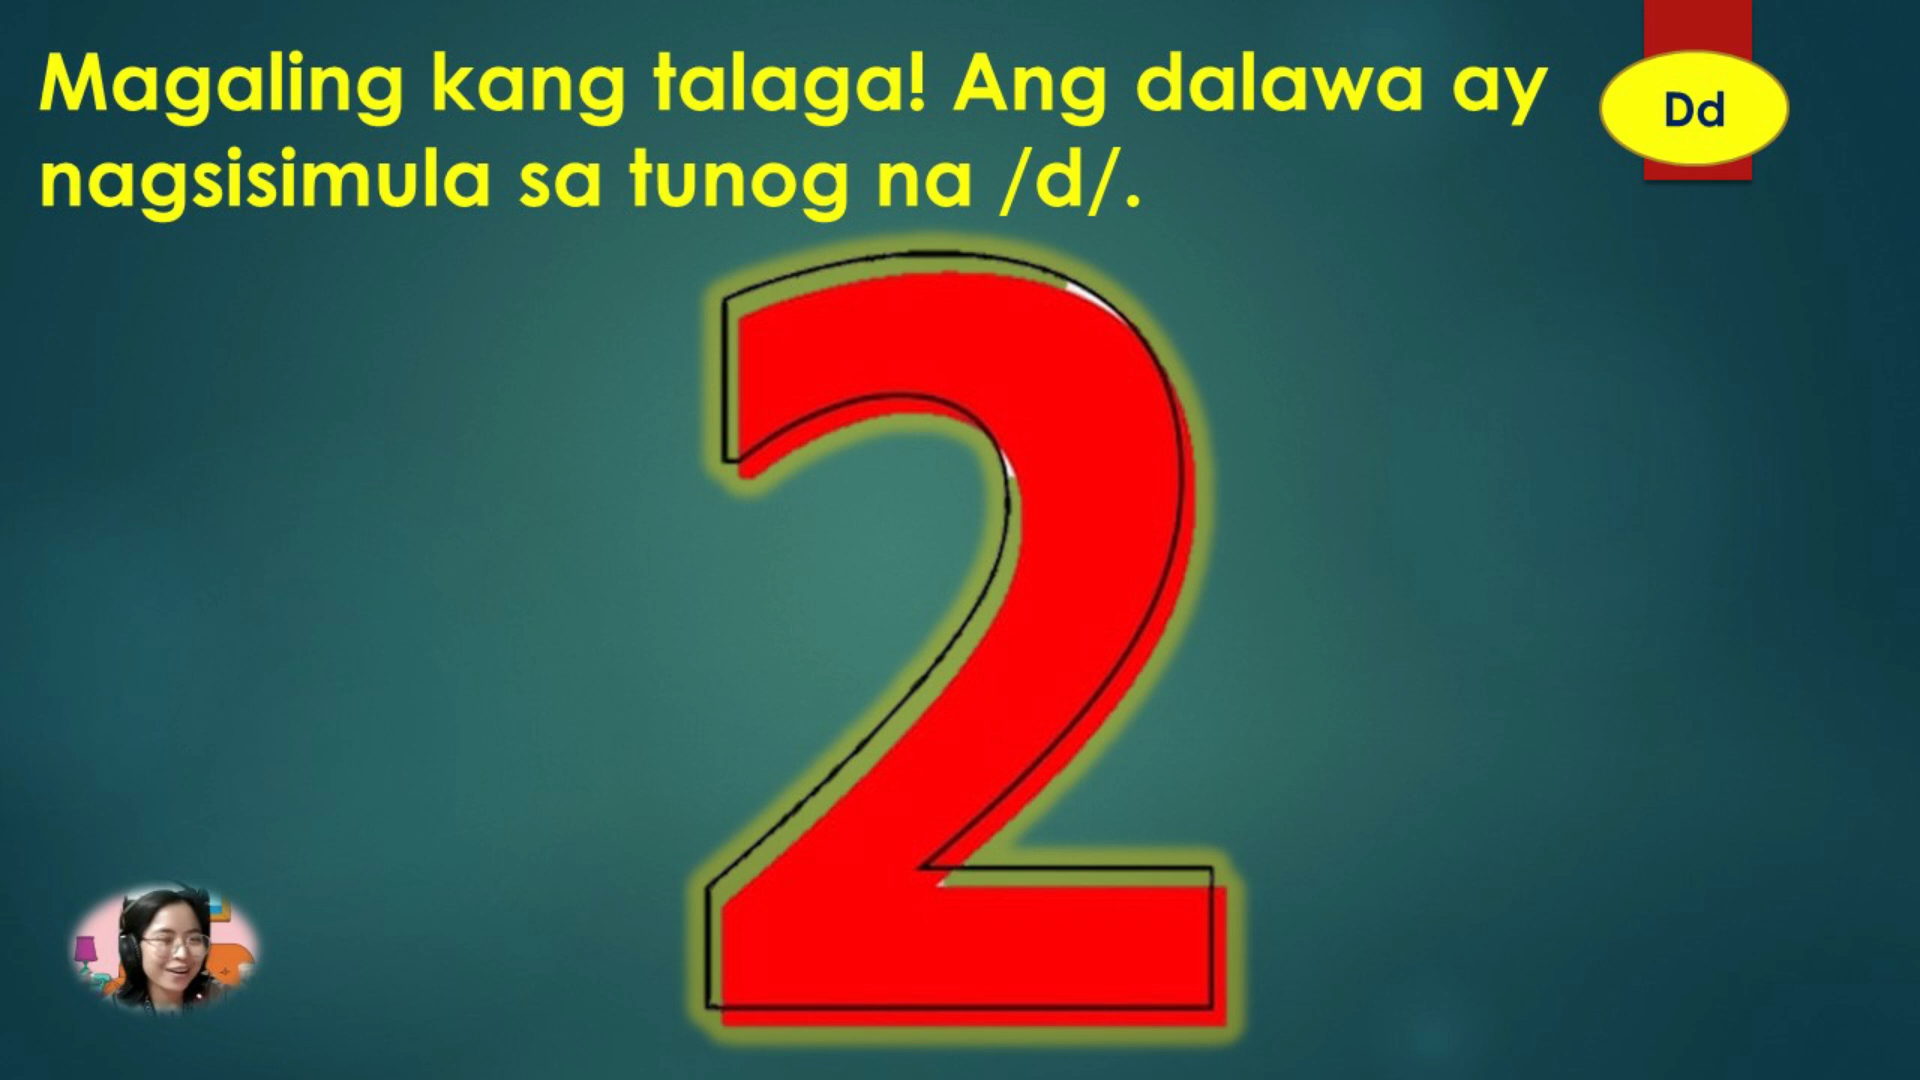 Magaling kang talaga! Ang dalawa ay
nagsisimula sa tunog na /d/.
Dd
2